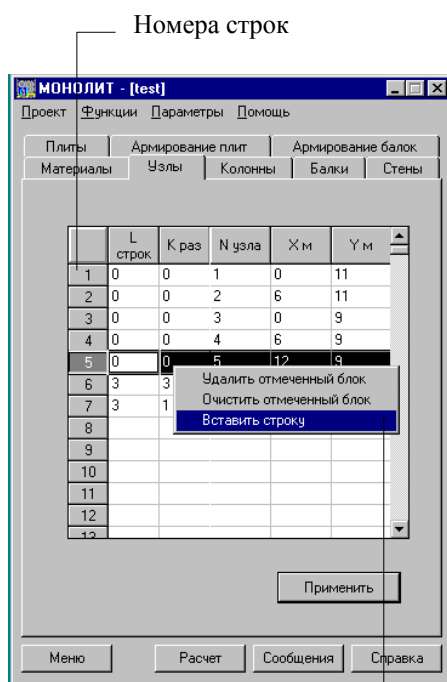 Номера строк
МОНОЛИТ - [test]
Проект Функции Параметры Помощь
Плиты Армирование плит Армирование балок
Материалы Узлы Колонны Балки Стены
L строк K раз N узла X м Y м
1 0 0 1 0 11
2 0 0 2 6 11
3 0 0 3 0 9
4 0 0 4 6 9
5 0 0 5 12 9
6 3 3
7 3 1
8
9
10
11
12
13
Удалить отмеченный блок
Очистить отмеченный блок
Вставить строку
Применить
Меню Расчет Сообщения Справка